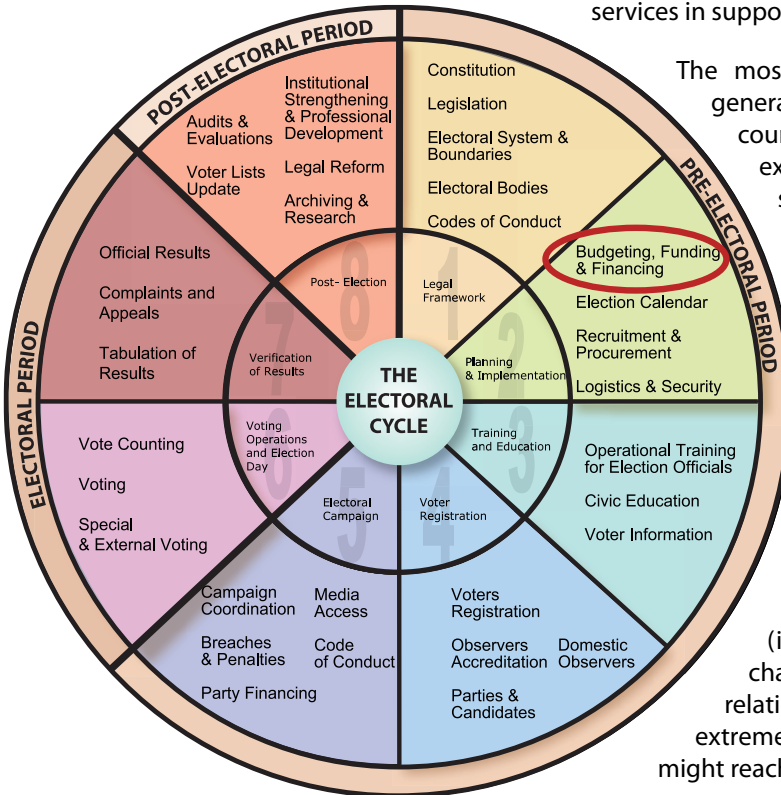 services in suppo
The mos
genera
cour
ex
s
POST-ELECTORAL PERIOD
PRE-ELECTORAL PERIOD
ELECTORAL PERIOD
THE
ELECTORAL
CYCLE
1
Legal
Framework
Constitution
Legislation
Electoral System &
Boundaries
Electoral Bodies
Codes of Conduct
2
Planning
& Implementation
Budgeting, Funding
& Financing
Election Calendar
Recruitment &
Procurement
Logistics & Security
3
Training
and Education
Operational Training
for Election Officials
Civic Education
Voter Information
4
Voter
Registration
Voters
Registration
Observers
Accreditation
Domestic
Observers
Parties &
Candidates
5
Electoral
Campaign
Campaign
Coordination
Media
Access
Breaches
& Penalties
Code
of Conduct
Party Financing
6
Voting
Operations
and Election
Day
Vote Counting
Voting
Special
& External Voting
7
Verification
of Results
Official Results
Complaints and
Appeals
Tabulation of
Results
8
Post- Election
Audits &
Evaluations
Voter Lists
Update
Institutional
Strengthening
& Professional
Development
Legal Reform
Archiving &
Research
(i
cha
relati
extreme
might reach